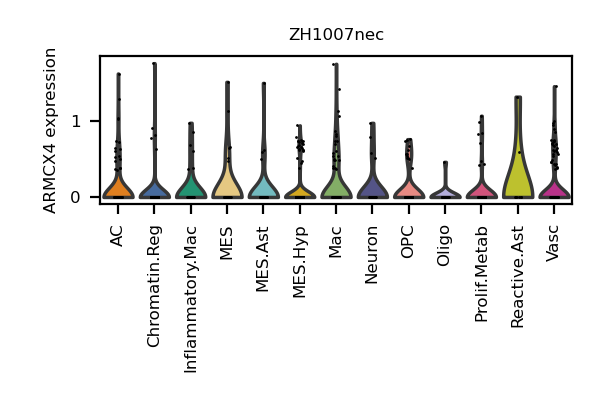 ZH1007nec
ARMCX4 expression
1
0
AC
Chromatin.Reg
Inflammatory.Mac
MES
MES.Ast
MES.Hyp
Mac
Neuron
OPC
Oligo
Prolif.Metab
Reactive.Ast
Vasc